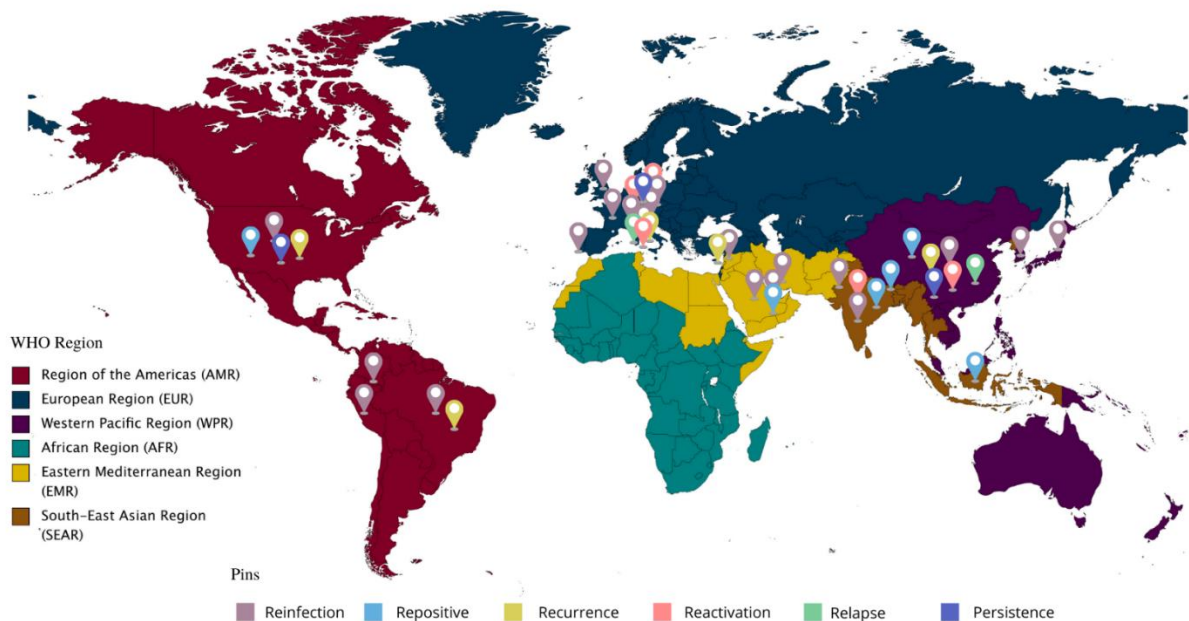 WHO Region
Region of the Americas (AMR)
European Region (EUR)
Western Pacific Region (WPR)
African Region (AFR)
Eastern Mediterranean Region
(EMR)
South-East Asian Region
(SEAR)
Pins
Reinfection Repositive Recurrence Reactivation Relapse Persistence